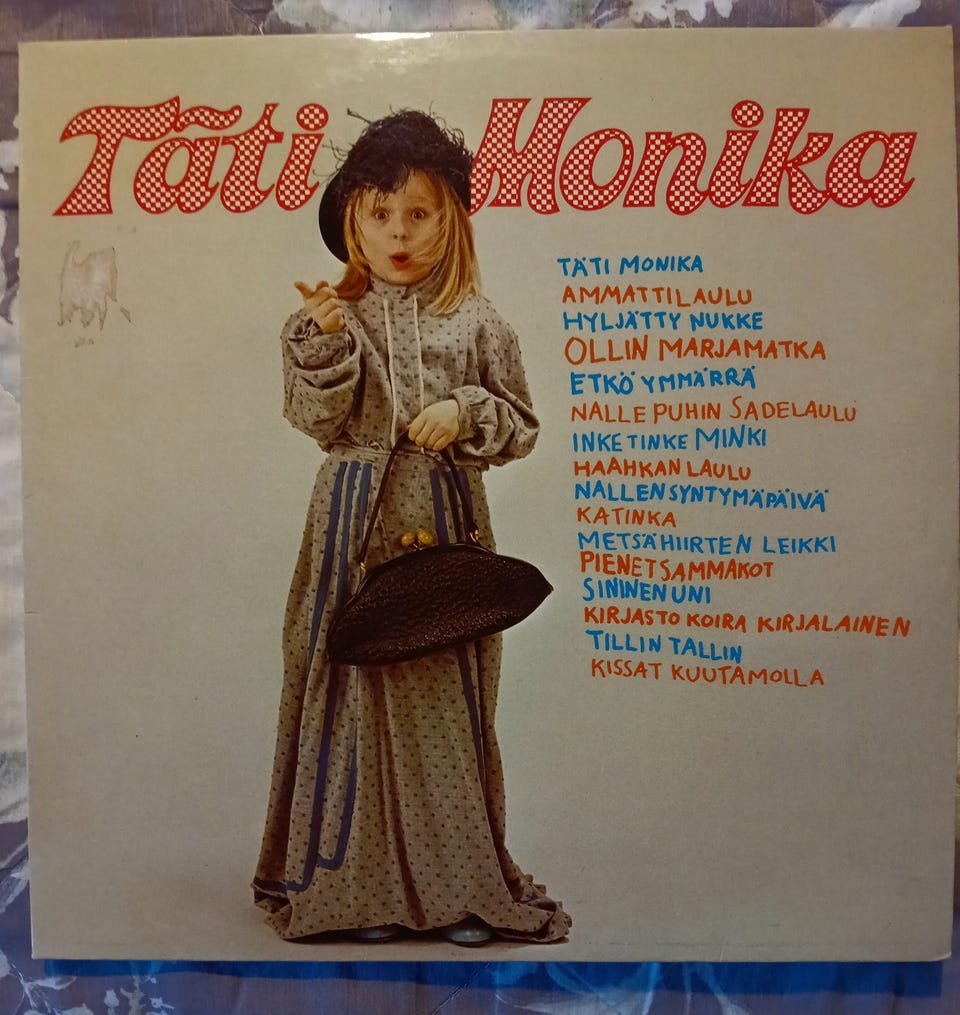 Täti Monika
TÄTI MONIKA
AMMATTILAULU
HYLJÄTTY NUKKE
OLLIN MARJAMATKA
ETKÖ YMMÄRRÄ
NALLE PUHIN SADELAULU
INKE TINKE MINKI
HAAHKAN LAULU
NALLEN SYNTYMÄPÄIVÄ
KATINKA
METSÄHIIRTEN LEIKKI
PIENET SAMMAKOT
SININEN UNI
KIRJASTO KOIRA KIRJALAINEN
TILLIN TALLIN
KISSAT KUUTAMOLLA